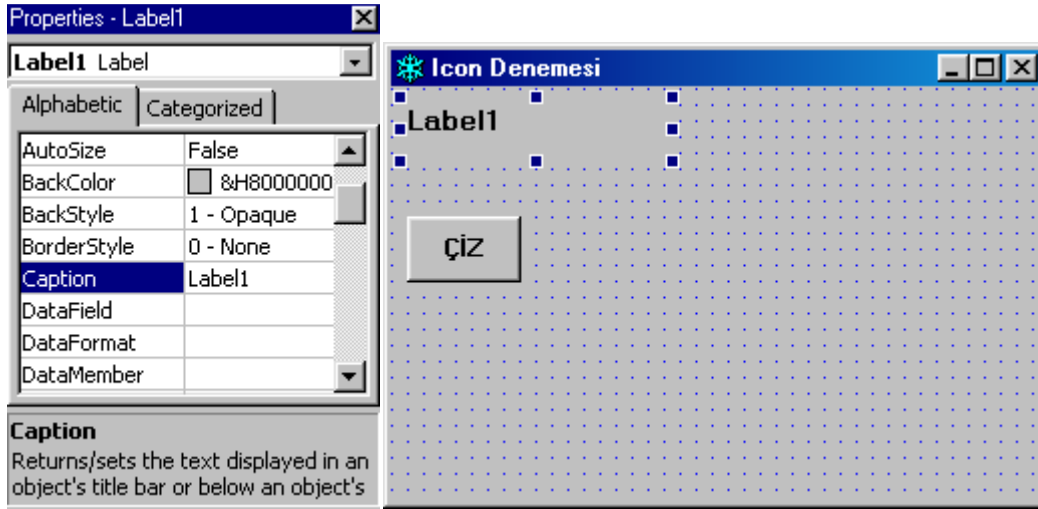 Properties - Label1
Label1 Label
Alphabetic Categorized
AutoSize False
BackColor &H8000000
BackStyle 1 - Opaque
BorderStyle 0 - None
Caption Label1
DataField
DataFormat
DataMember
Caption
Returns/sets the text displayed in an
object's title bar or below an object's
Icon Denemesi
Label1
ÇİZ